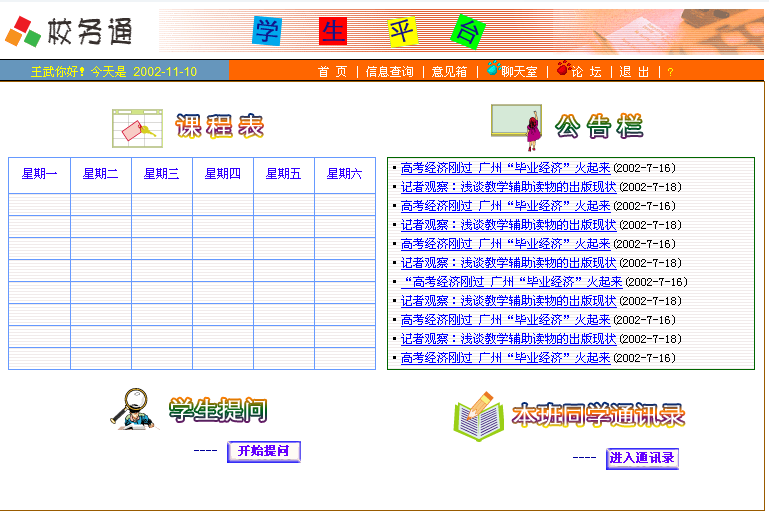 校务通 学生平台
王武你好! 今天是 2002-11-10 首 页 | 信息查询 | 意见箱 | 聊天室 | 论 坛 | 退 出 | ?
课程表
星期一 星期二 星期三 星期四 星期五 星期六
公告栏
· 高考经济刚过 广州“毕业经济”火起来(2002-7-16)
· 记者观察：浅谈教学辅助读物的出版现状(2002-7-18)
· 高考经济刚过 广州“毕业经济”火起来(2002-7-16)
· 记者观察：浅谈教学辅助读物的出版现状(2002-7-18)
· 高考经济刚过 广州“毕业经济”火起来(2002-7-16)
· 记者观察：浅谈教学辅助读物的出版现状(2002-7-18)
· “高考经济刚过 广州“毕业经济”火起来(2002-7-16)
· 记者观察：浅谈教学辅助读物的出版现状(2002-7-18)
· 高考经济刚过 广州“毕业经济”火起来(2002-7-16)
· 记者观察：浅谈教学辅助读物的出版现状(2002-7-18)
· 高考经济刚过 广州“毕业经济”火起来(2002-7-16)
学生提问
---- 开始提问
本班同学通讯录
---- 进入通讯录